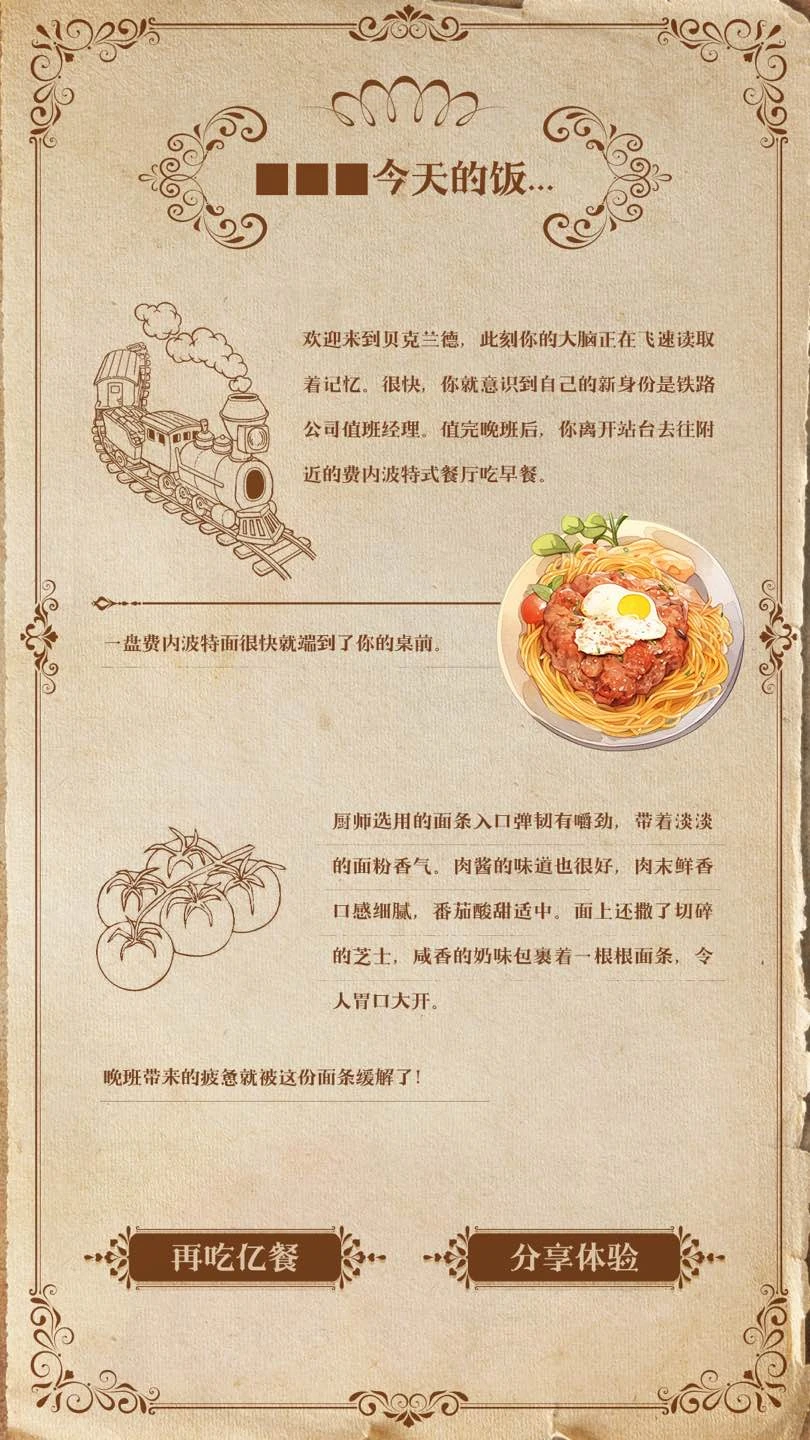 ■■■今天的饭...
欢迎来到贝克兰德，此刻你的大脑正在飞速读取
着记忆。很快，你就意识到自己的新身份是铁路
公司值班经理。值完晚班后，你离开站台去往附
近的费内波特式餐厅吃早餐。
一盘费内波特面很快就端到了你的桌前。
厨师选用的面条入口弹韧有嚼劲，带着淡淡
的面粉香气。肉酱的味道也很好，肉末鲜香
口感细腻，番茄酸甜适中。面上还撒了切碎
的芝士，咸香的奶味包裹着一根根面条，令
人胃口大开。
晚班带来的疲惫就被这份面条缓解了！
再吃亿餐
分享体验